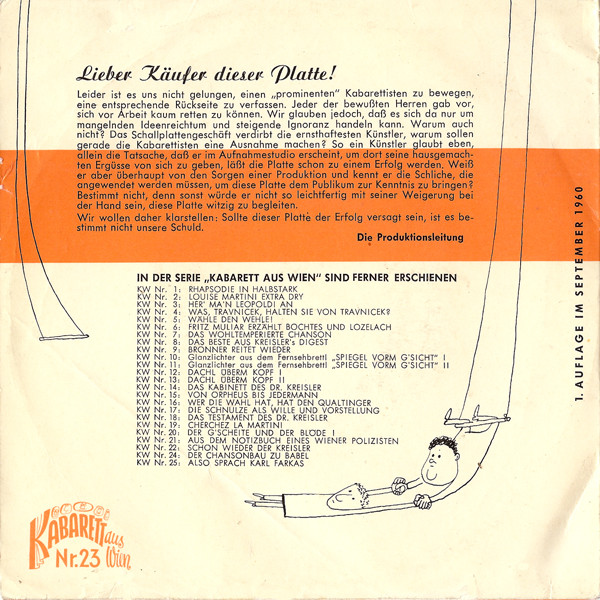 Lieber Käufer dieser Platte!
Leider ist es uns nicht gelungen, einen „prominenten" Kabarettisten zu bewegen,
eine entsprechende Rückseite zu verfassen. Jeder der bewußten Herren gab vor,
sich vor Arbeit kaum retten zu können. Wir glauben jedoch, daß es sich da nur um
mangelnden Ideenreichtum und steigende Ignoranz handeln kann. Warum auch
nicht? Das Schallplattengeschäft verdirbt die ernsthaftesten Künstler, warum sollen
gerade die Kabarettisten eine Ausnahme machen? So ein Künstler glaubt eben,
allein die Tatsache, daß er im Aufnahmestudio erscheint, um dort seine hausgemach-
ten Ergüsse von sich zu geben, läßt die Platte schon zu einem Erfolg werden. Weiß
er aber überhaupt von den Sorgen einer Produktion und kennt er die Schliche, die
angewendet werden müssen, um diese Platte dem Publikum zur Kenntnis zu bringen?
Bestimmt nicht, denn sonst würde er nicht so leichtfertig mit seiner Weigerung bei
der Hand sein, diese Platte witzig zu begleiten.
Wir wollen daher klarstellen: Sollte dieser Platte der Erfolg versagt sein, ist es be-
stimmt nicht unsere Schuld.
Die Produktionsleitung
IN DER SERIE „KABARETT AUS WIEN" SIND FERNER ERSCHIENEN
KW Nr. 1: RHAPSODIE IN HALBSTARK
KW Nr. 2: LOUISE MARTINI EXTRA DRY
KW Nr. 3: HER' MA'N LEOPOLDI AN
KW Nr. 4: WAS, TRAVNICEK, HALTEN SIE VON TRAVNICEK?
KW Nr. 5: WÄHLE DEN WEHLE!
KW Nr. 6: FRITZ MULIAR ERZÄHLT BOCHTES UND LOZELACH
KW Nr. 7: DAS WOHLTEMPERIERTE CHANSON
KW Nr. 8: DAS BESTE AUS KREISLER's DIGEST
KW Nr. 9: BRONNER REITET WIEDER
KW Nr. 10: Glanzlichter aus dem Fernsehbrettl „SPIEGEL VORM G'SICHT" I
KW Nr. 11: Glanzlichter aus dem Fernsehbrettl „SPIEGEL VORM G'SICHT" II
KW Nr. 12: DACHL ÜBERM KOPF I
KW Nr. 13: DACHL ÜBERM KOPF II
KW Nr. 14: DAS KABINETT DES DR. KREISLER
KW Nr. 15: VON ORPHEUS BIS JEDERMANN
KW Nr. 16: WER DIE WAHL HAT, HAT DEN QUALTINGER
KW Nr. 17: DIE SCHNULZE ALS WILLE UND VORSTELLUNG
KW Nr. 18: DAS TESTAMENT DES DR. KREISLER
KW Nr. 19: CHERCHEZ LA MARTINI
KW Nr. 20: DER G'SCHEITE UND DER BLÖDE I
KW Nr. 21: AUS DEM NOTIZBUCH EINES WIENER POLIZISTEN
KW Nr. 22: SCHON WIEDER DER KREISLER
KW Nr. 24: DER CHANSONBAU ZU BABEL
KW Nr. 25: ALSO SPRACH KARL FARKAS
1. AUFLAGE IM SEPTEMBER 1960
KABARETT aus
Nr. 23 Wien